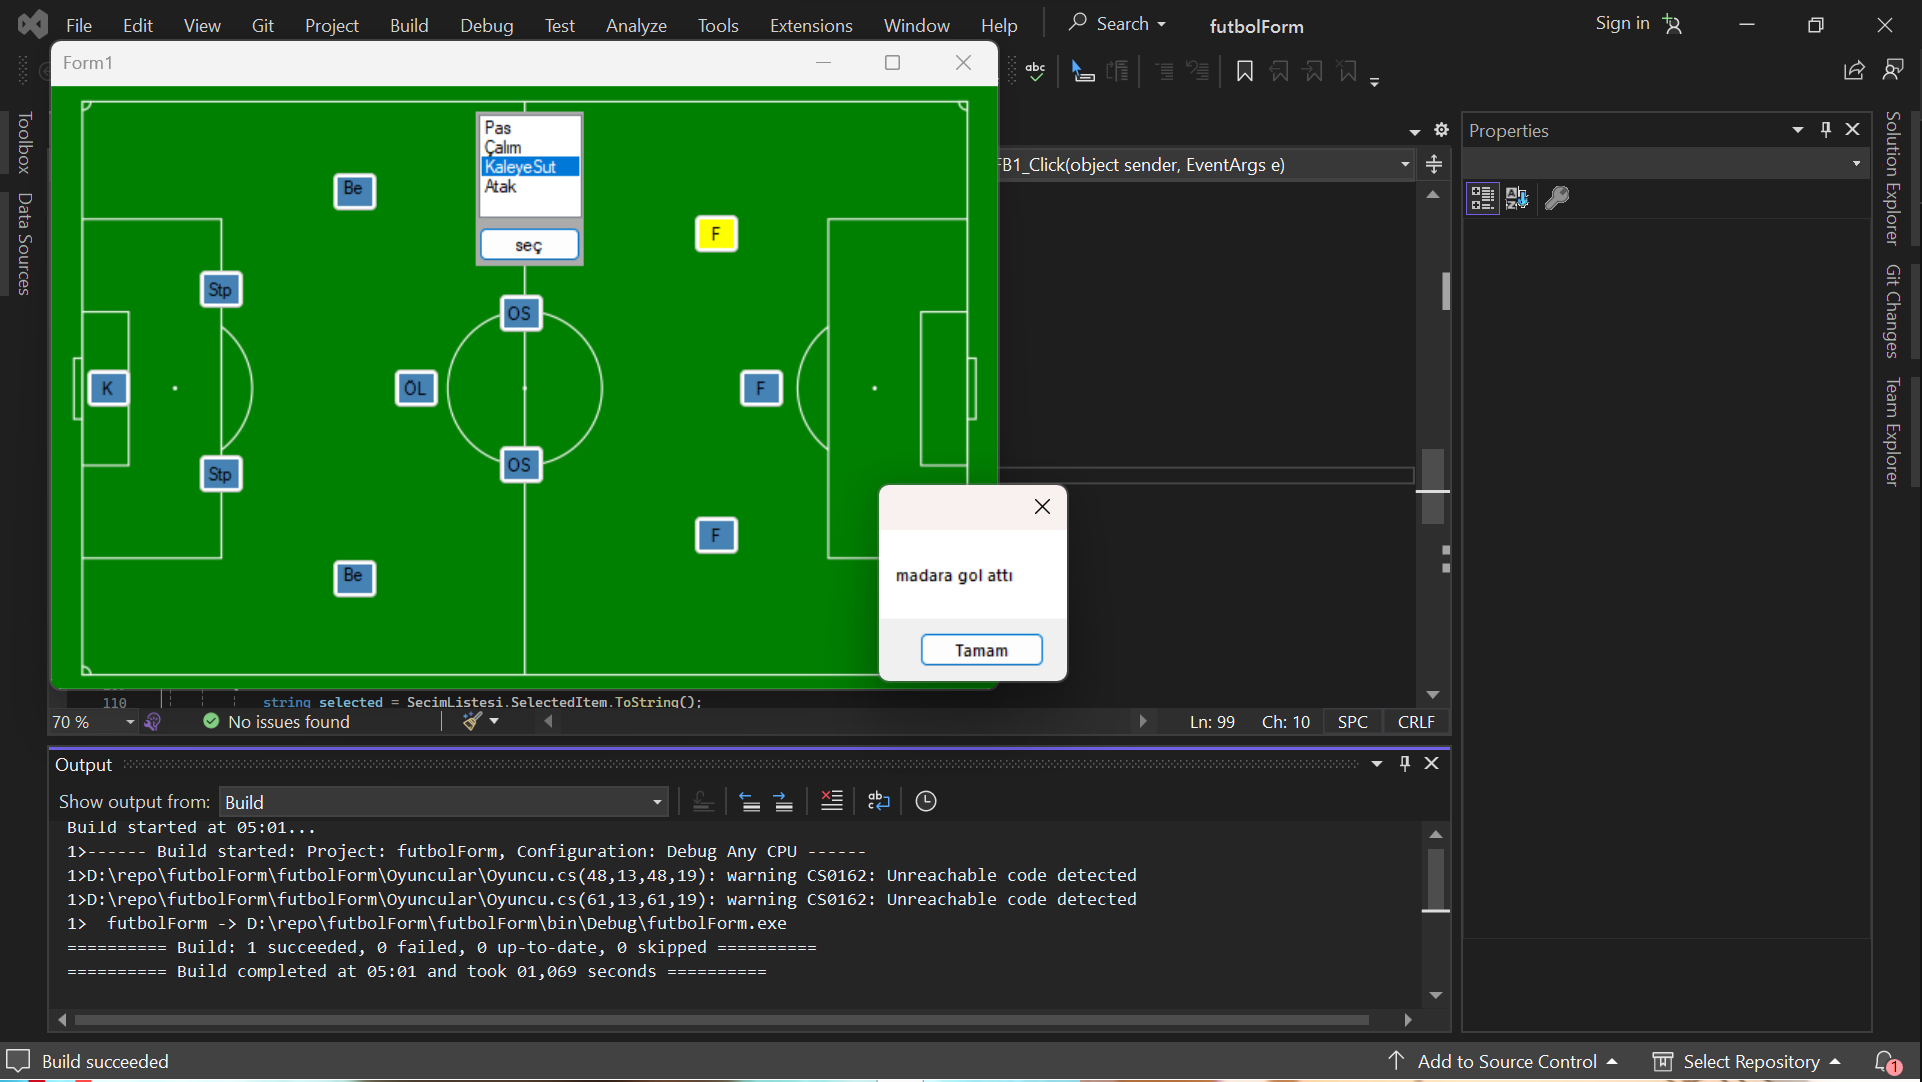 File Edit View Git Project Build Debug Test Analyze Tools Extensions Window Help Search futbolForm Sign in
Form1
Toolbox
Data Sources
Pas
Çalım
KaleyeSut
Atak
seç
Be
F
Stp
OS
K
ÖL
F
OS
Stp
F
Be
madara gol attı
Tamam
FB1_Click(object sender, EventArgs e)
110 string selected = SecimListesi.SelectedItem.ToString();
70 % No issues found Ln: 99 Ch: 10 SPC CRLF
Properties
Solution Explorer
Git Changes
Team Explorer
Output
Show output from: Build
Build started at 05:01...
1>------ Build started: Project: futbolForm, Configuration: Debug Any CPU ------
1>D:\repo\futbolForm\futbolForm\Oyuncular\Oyuncu.cs(48,13,48,19): warning CS0162: Unreachable code detected
1>D:\repo\futbolForm\futbolForm\Oyuncular\Oyuncu.cs(61,13,61,19): warning CS0162: Unreachable code detected
1>  futbolForm -> D:\repo\futbolForm\futbolForm\bin\Debug\futbolForm.exe
========== Build: 1 succeeded, 0 failed, 0 up-to-date, 0 skipped ==========
========== Build completed at 05:01 and took 01,069 seconds ==========
Build succeeded Add to Source Control Select Repository 1